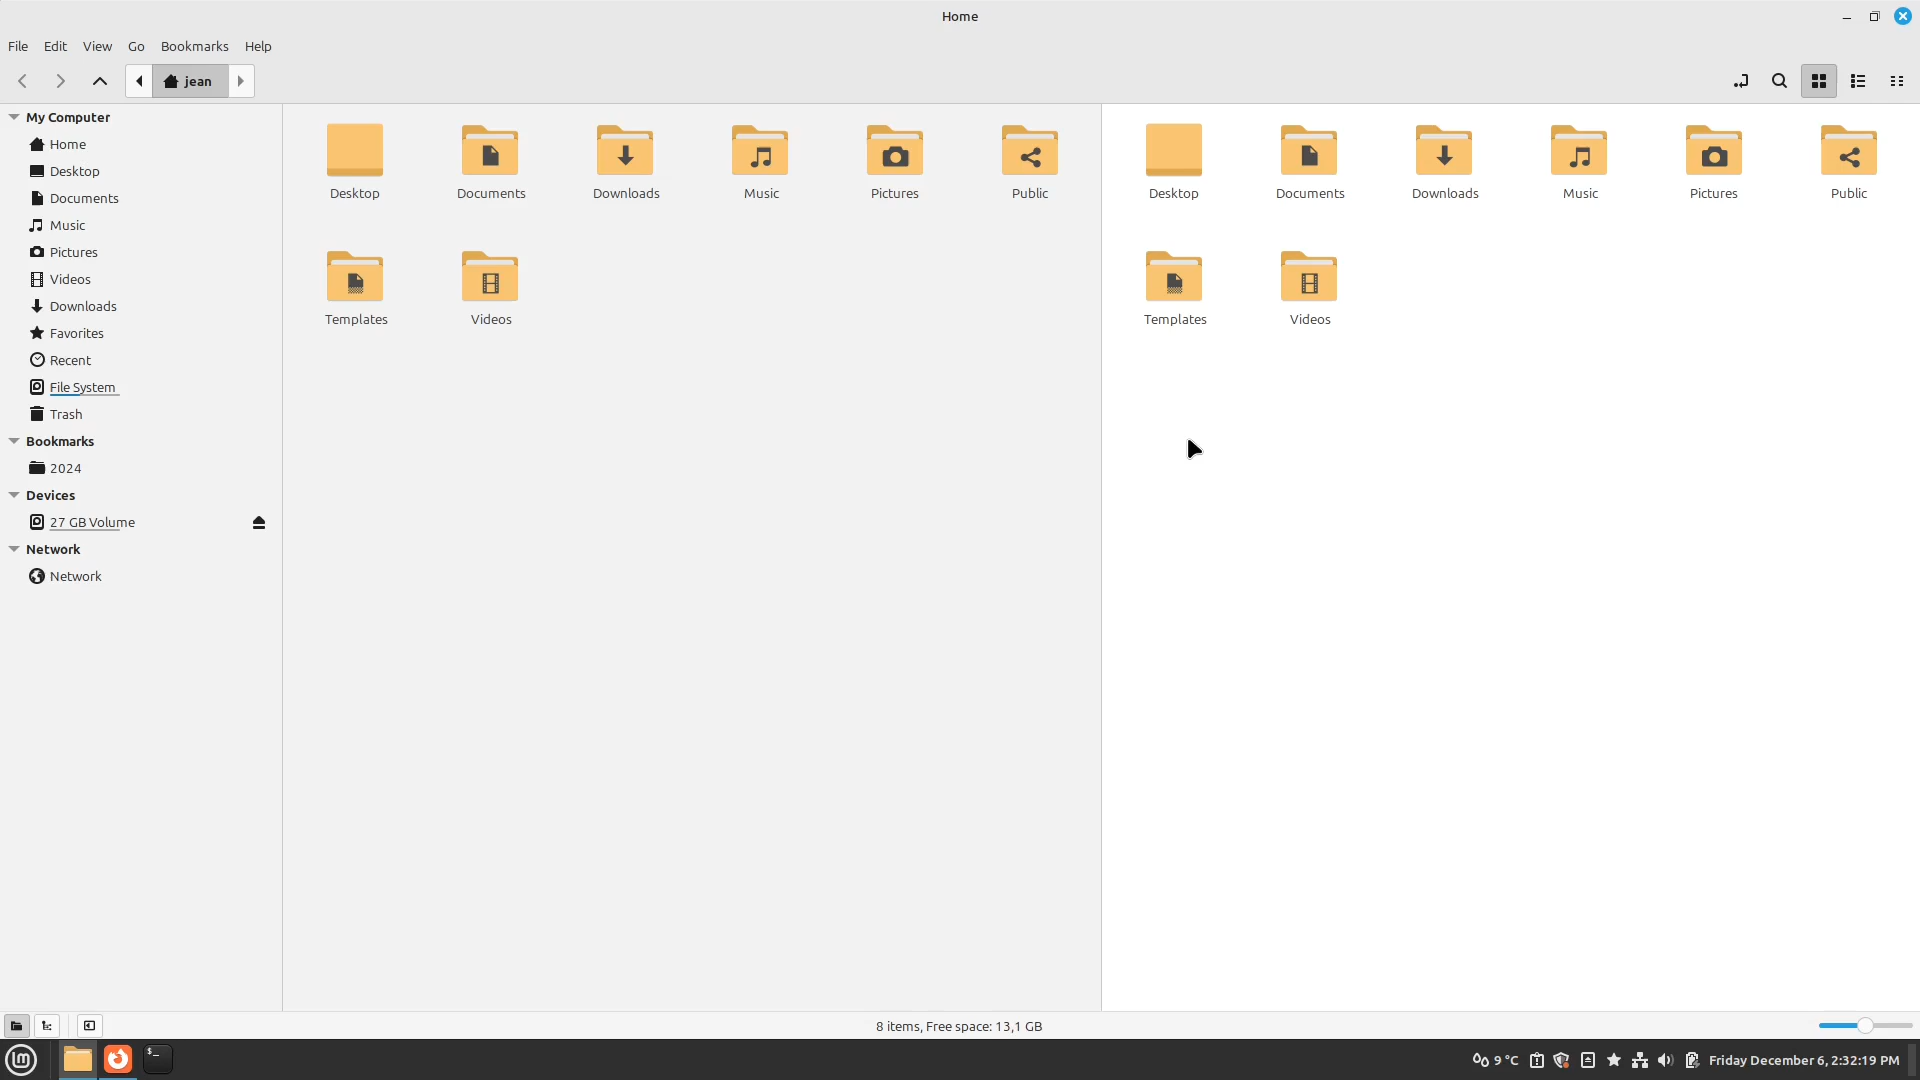 Home
File Edit View Go Bookmarks Help
jean
My Computer
Home
Desktop
Documents
Music
Pictures
Videos
Downloads
Favorites
Recent
File System
Trash
Bookmarks
2024
Devices
27 GB Volume
Network
Network
Desktop Documents Downloads Music Pictures Public
Templates Videos
Desktop Documents Downloads Music Pictures Public
Templates Videos
8 items, Free space: 13,1 GB
lm
$_
9 °C
Friday December 6, 2:32:19 PM